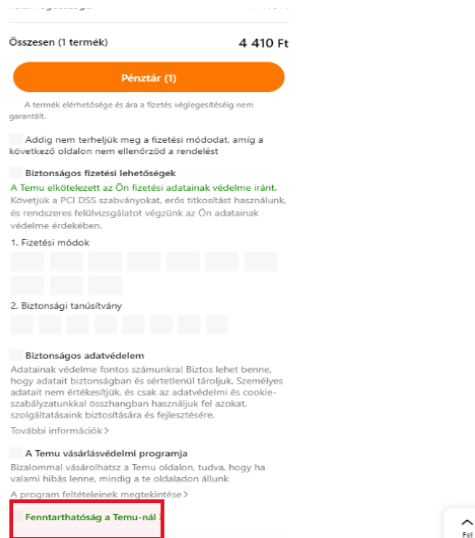 Összesen (1 termék) 4 410 Ft
Pénztár (1)
A termék elérhetősége és ára a fizetés véglegesítéséig nem
garantált.
Addig nem terheljük meg a fizetési módodat, amíg a
következő oldalon nem ellenőrzöd a rendelést
Biztonságos fizetési lehetőségek
A Temu elkötelezett az Ön fizetési adatainak védelme iránt.
Követjük a PCI DSS szabványokat, erős titkosítást használunk,
és rendszeres felülvizsgálatot végzünk az Ön adatainak
védelme érdekében.
1. Fizetési módok
2. Biztonsági tanúsítvány
Biztonságos adatvédelem
Adatainak védelme fontos számunkra! Biztos lehet benne,
hogy adatait biztonságban és sértetlenül tároljuk. Személyes
adatait nem értékesítjük, és csak az adatvédelmi és cookie-
szabályzatunkkal összhangban használjuk fel azokat,
szolgáltatásaink biztosítására és fejlesztésére.
További információk >
A Temu vásárlásvédelmi programja
Bizalommal vásárolhatsz a Temu oldalon, tudva, hogy ha
valami hibás lenne, mindig a te oldaladon állunk
A program feltételeinek megtekintése >
Fenntarthatóság a Temu-nál >
Fel